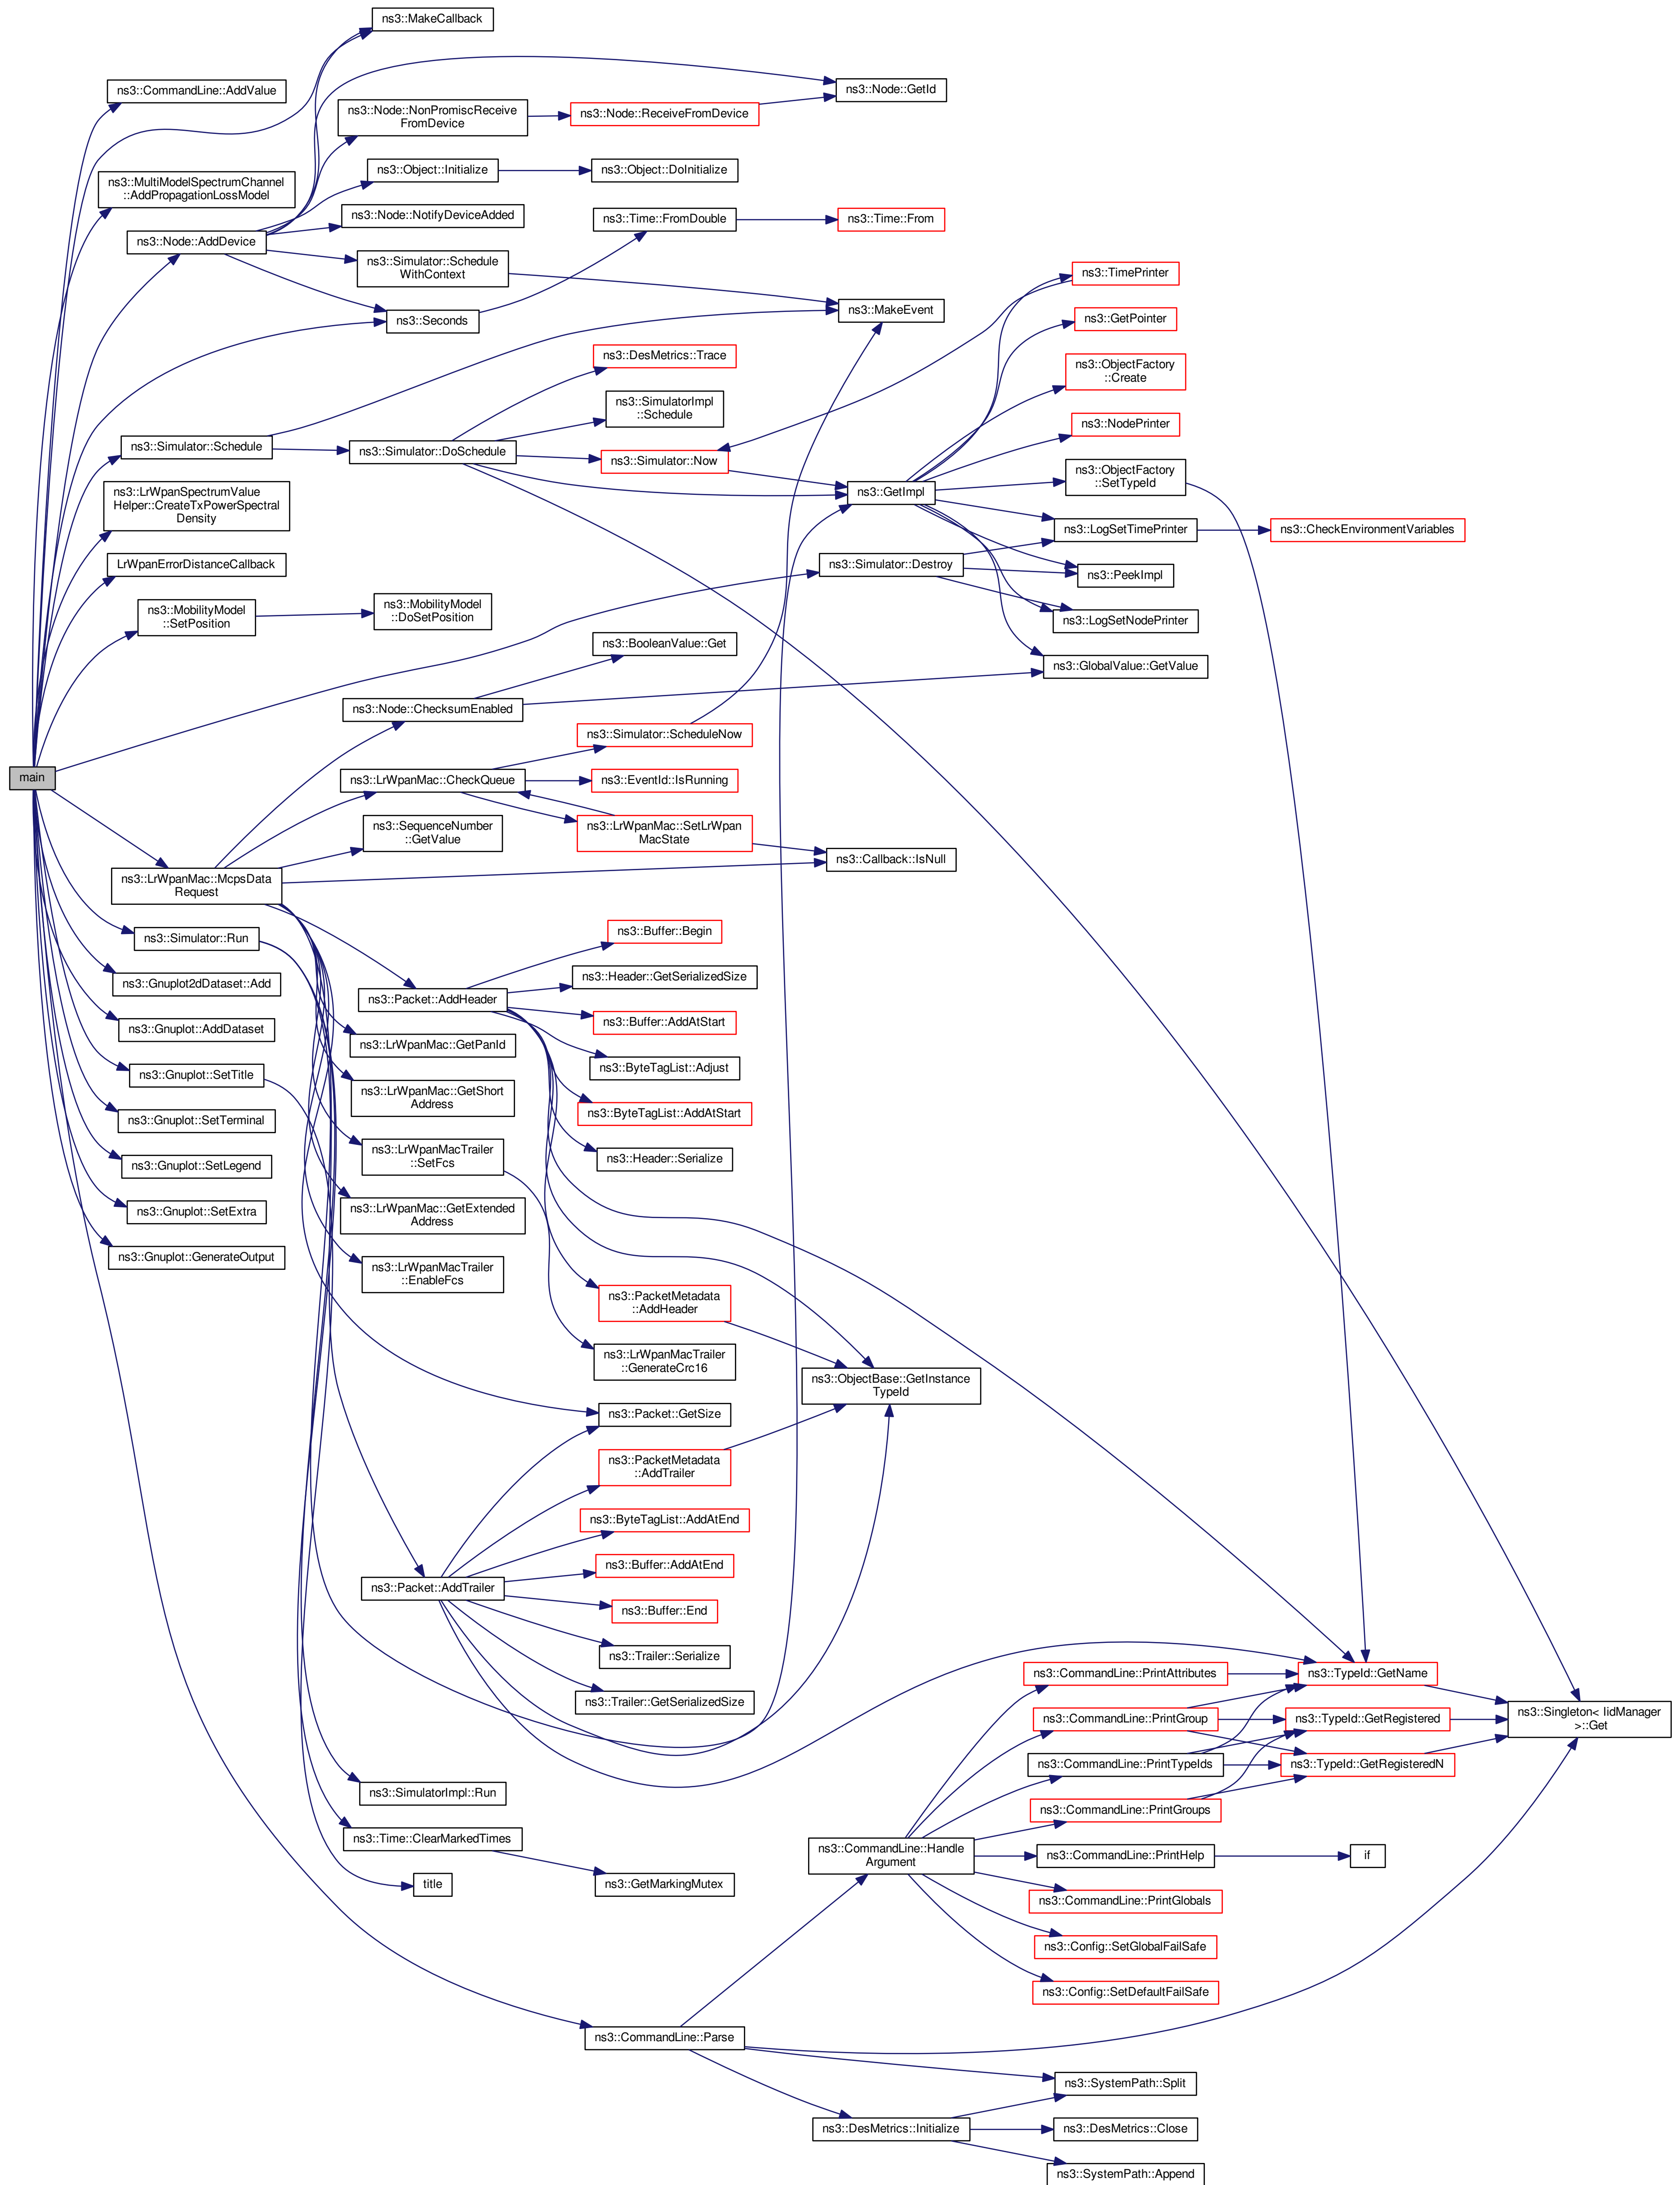 ns3::MakeCallback
ns3::CommandLine::AddValue
ns3::Node::GetId
ns3::Node::NonPromiscReceive
FromDevice
ns3::Node::ReceiveFromDevice
ns3::Object::Initialize
ns3::Object::DoInitialize
ns3::MultiModelSpectrumChannel
::AddPropagationLossModel
ns3::Node::NotifyDeviceAdded
ns3::Time::FromDouble
ns3::Time::From
ns3::Node::AddDevice
ns3::Simulator::Schedule
WithContext
ns3::TimePrinter
ns3::MakeEvent
ns3::Seconds
ns3::GetPointer
ns3::DesMetrics::Trace
ns3::ObjectFactory
::Create
ns3::SimulatorImpl
::Schedule
ns3::NodePrinter
ns3::Simulator::Schedule
ns3::Simulator::DoSchedule
ns3::Simulator::Now
ns3::ObjectFactory
::SetTypeId
ns3::GetImpl
ns3::LrWpanSpectrumValue
Helper::CreateTxPowerSpectral
Density
ns3::LogSetTimePrinter
ns3::CheckEnvironmentVariables
LrWpanErrorDistanceCallback
ns3::Simulator::Destroy
ns3::PeekImpl
ns3::MobilityModel
::SetPosition
ns3::MobilityModel
::DoSetPosition
ns3::LogSetNodePrinter
ns3::BooleanValue::Get
ns3::GlobalValue::GetValue
ns3::Node::ChecksumEnabled
ns3::Simulator::ScheduleNow
main
ns3::LrWpanMac::CheckQueue
ns3::EventId::IsRunning
ns3::SequenceNumber
::GetValue
ns3::LrWpanMac::SetLrWpan
MacState
ns3::Callback::IsNull
ns3::LrWpanMac::McpsData
Request
ns3::Buffer::Begin
ns3::Simulator::Run
ns3::Header::GetSerializedSize
ns3::Gnuplot2dDataset::Add
ns3::Packet::AddHeader
ns3::Buffer::AddAtStart
ns3::Gnuplot::AddDataset
ns3::LrWpanMac::GetPanId
ns3::ByteTagList::Adjust
ns3::Gnuplot::SetTitle
ns3::LrWpanMac::GetShort
Address
ns3::ByteTagList::AddAtStart
ns3::Gnuplot::SetTerminal
ns3::LrWpanMacTrailer
::SetFcs
ns3::Header::Serialize
ns3::Gnuplot::SetLegend
ns3::Gnuplot::SetExtra
ns3::LrWpanMac::GetExtended
Address
ns3::Gnuplot::GenerateOutput
ns3::LrWpanMacTrailer
::EnableFcs
ns3::PacketMetadata
::AddHeader
ns3::LrWpanMacTrailer
::GenerateCrc16
ns3::ObjectBase::GetInstance
TypeId
ns3::Packet::GetSize
ns3::PacketMetadata
::AddTrailer
ns3::ByteTagList::AddAtEnd
ns3::Buffer::AddAtEnd
ns3::Packet::AddTrailer
ns3::Buffer::End
ns3::Trailer::Serialize
ns3::Trailer::GetSerializedSize
ns3::CommandLine::PrintAttributes
ns3::TypeId::GetName
ns3::CommandLine::PrintGroup
ns3::TypeId::GetRegistered
ns3::Singleton< IidManager
>::Get
ns3::CommandLine::PrintTypeIds
ns3::TypeId::GetRegisteredN
ns3::SimulatorImpl::Run
ns3::CommandLine::PrintGroups
ns3::Time::ClearMarkedTimes
ns3::CommandLine::Handle
Argument
ns3::CommandLine::PrintHelp
if
title
ns3::GetMarkingMutex
ns3::CommandLine::PrintGlobals
ns3::Config::SetGlobalFailSafe
ns3::Config::SetDefaultFailSafe
ns3::CommandLine::Parse
ns3::SystemPath::Split
ns3::DesMetrics::Initialize
ns3::DesMetrics::Close
ns3::SystemPath::Append